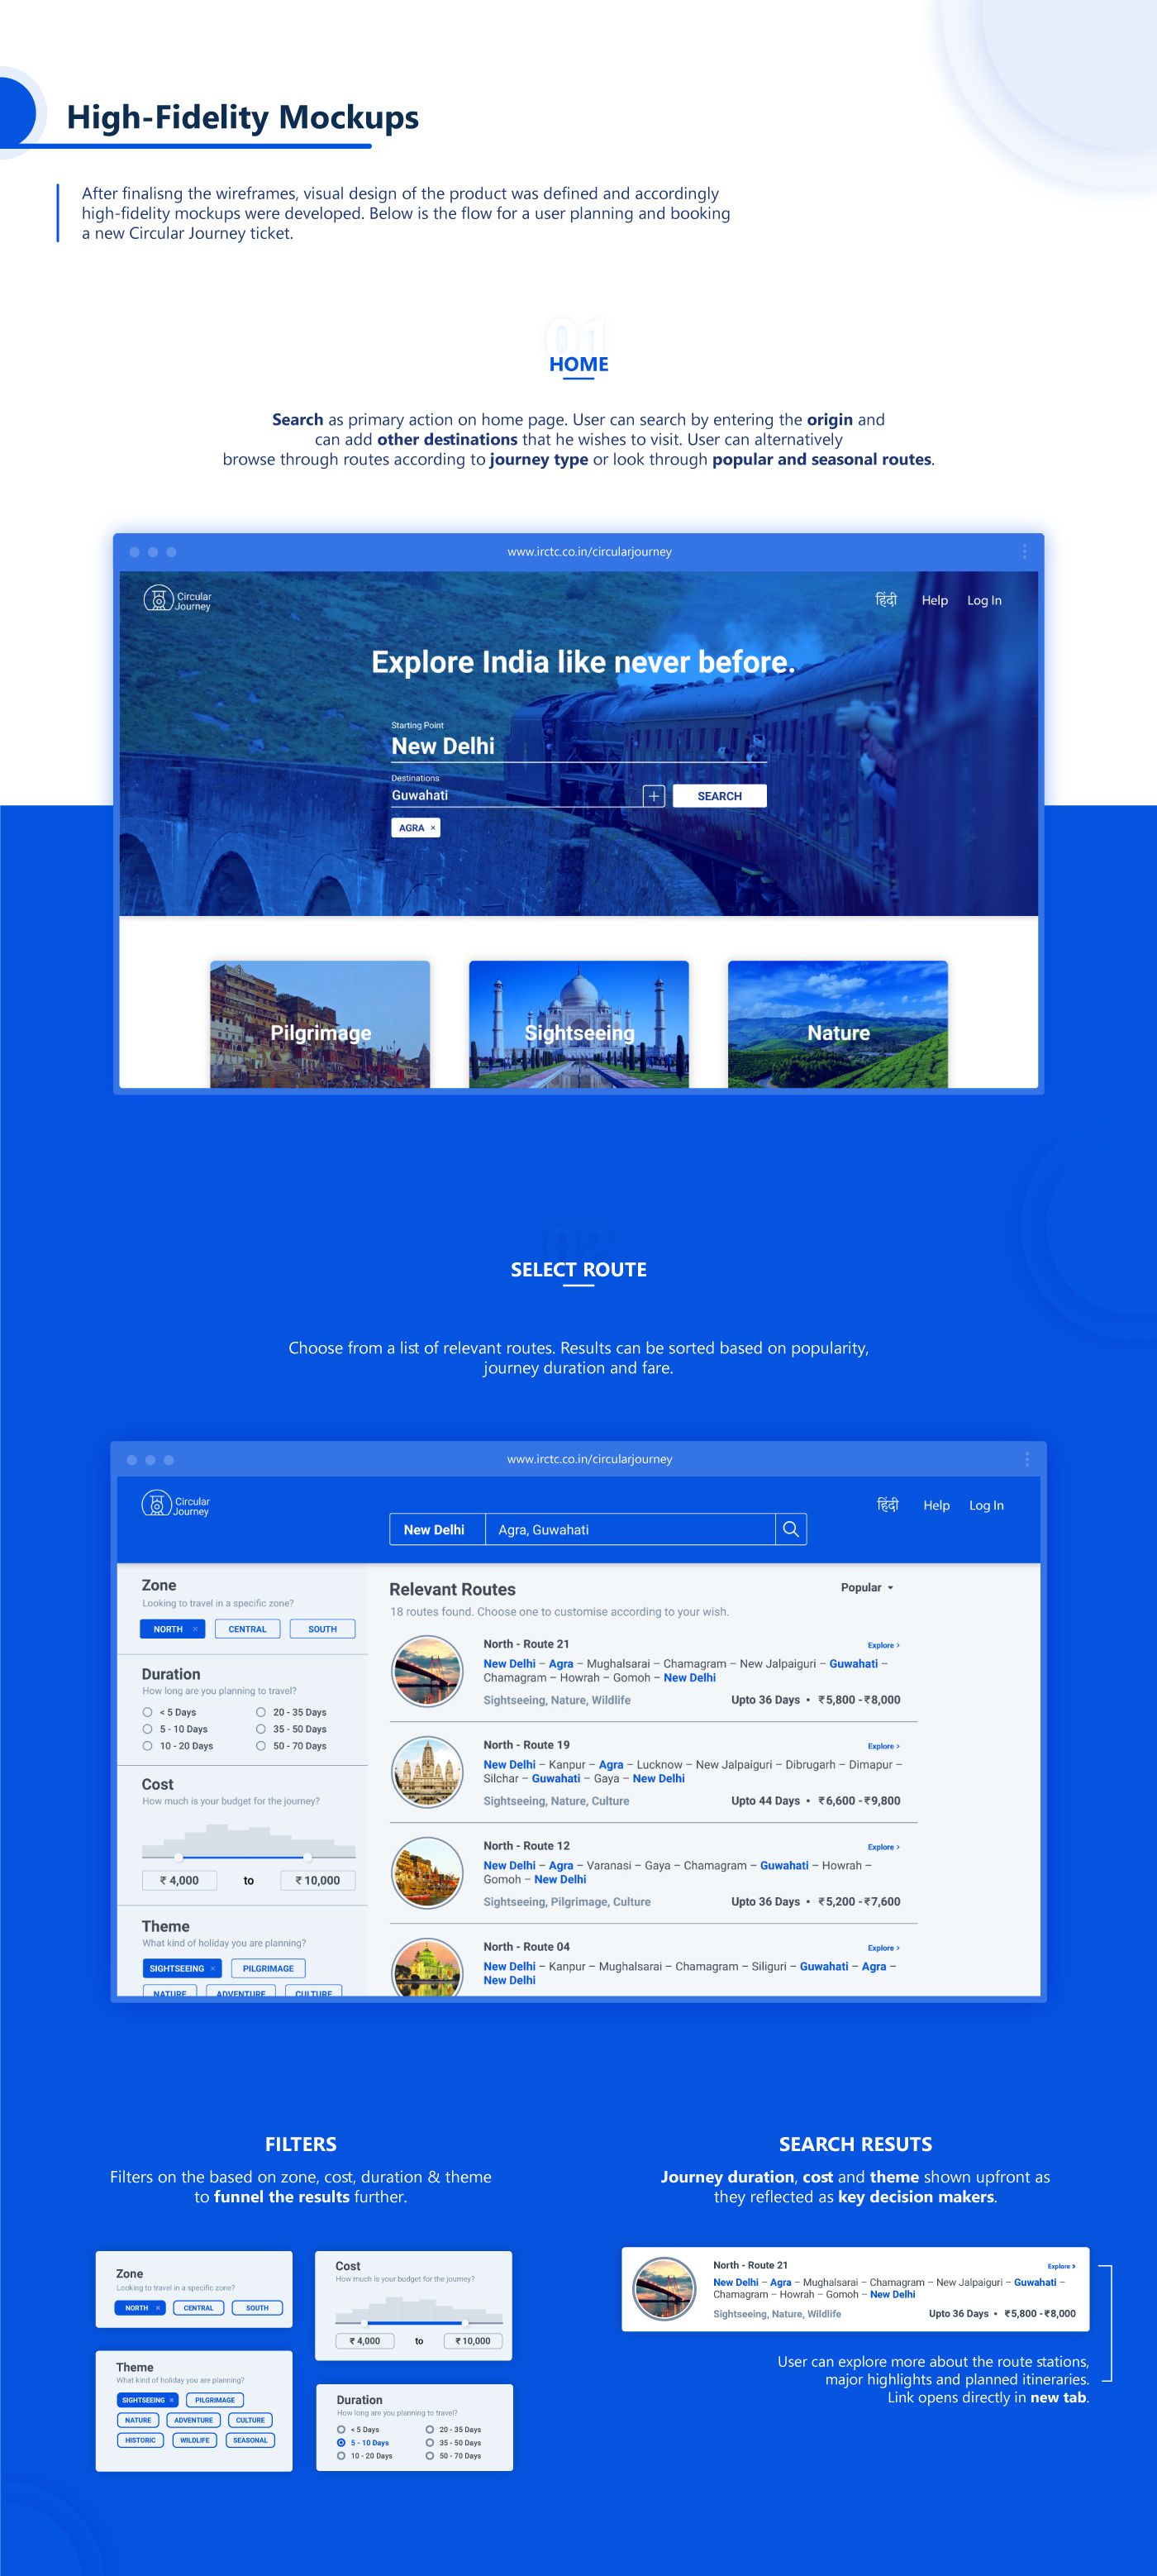 High-Fidelity Mockups
After finalisng the wireframes, visual design of the product was defined and accordingly
high-fidelity mockups were developed. Below is the flow for a user planning and booking
a new Circular Journey ticket.
01
HOME
Search as primary action on home page. User can search by entering the origin and
can add other destinations that he wishes to visit. User can alternatively
browse through routes according to journey type or look through popular and seasonal routes.
www.irctc.co.in/circularjourney
Circular
Journey
हिंदी Help Log In
Explore India like never before.
Starting Point
New Delhi
Destinations
Guwahati
+ SEARCH
AGRA ×
Pilgrimage
Sightseeing
Nature
02
SELECT ROUTE
Choose from a list of relevant routes. Results can be sorted based on popularity,
journey duration and fare.
www.irctc.co.in/circularjourney
Circular
Journey
New Delhi Agra, Guwahati
हिंदी Help Log In
Zone
Looking to travel in a specific zone?
NORTH × CENTRAL SOUTH
Duration
How long are you planning to travel?
< 5 Days 20 - 35 Days
5 - 10 Days 35 - 50 Days
10 - 20 Days 50 - 70 Days
Cost
How much is your budget for the journey?
₹ 4,000 to ₹ 10,000
Theme
What kind of holiday you are planning?
SIGHTSEEING × PILGRIMAGE
NATURE ADVENTURE CULTURE
Relevant Routes
Popular
18 routes found. Choose one to customise according to your wish.
North - Route 21 Explore >
New Delhi – Agra – Mughalsarai – Chamagram – New Jalpaiguri – Guwahati –
Chamagram – Howrah – Gomoh – New Delhi
Sightseeing, Nature, Wildlife Upto 36 Days • ₹5,800 -₹8,000
North - Route 19 Explore >
New Delhi – Kanpur – Agra – Lucknow – New Jalpaiguri – Dibrugarh – Dimapur –
Silchar – Guwahati – Gaya – New Delhi
Sightseeing, Nature, Culture Upto 44 Days • ₹6,600 -₹9,800
North - Route 12 Explore >
New Delhi – Agra – Varanasi – Gaya – Chamagram – Guwahati – Howrah –
Gomoh – New Delhi
Sightseeing, Pilgrimage, Culture Upto 36 Days • ₹5,200 -₹7,600
North - Route 04 Explore >
New Delhi – Kanpur – Mughalsarai – Chamagram – Siliguri – Guwahati – Agra –
New Delhi
FILTERS
Filters on the based on zone, cost, duration & theme
to funnel the results further.
Zone
Looking to travel in a specific zone?
NORTH × CENTRAL SOUTH
Cost
How much is your budget for the journey?
₹ 4,000 to ₹ 10,000
Theme
What kind of holiday you are planning?
SIGHTSEEING × PILGRIMAGE
NATURE ADVENTURE CULTURE
HISTORIC WILDLIFE SEASONAL
Duration
How long are you planning to travel?
< 5 Days 20 - 35 Days
5 - 10 Days 35 - 50 Days
10 - 20 Days 50 - 70 Days
SEARCH RESUTS
Journey duration, cost and theme shown upfront as
they reflected as key decision makers.
North - Route 21 Explore >
New Delhi – Agra – Mughalsarai – Chamagram – New Jalpaiguri – Guwahati –
Chamagram – Howrah – Gomoh – New Delhi
Sightseeing, Nature, Wildlife Upto 36 Days • ₹5,800 -₹8,000
User can explore more about the route stations,
major highlights and planned itineraries.
Link opens directly in new tab.